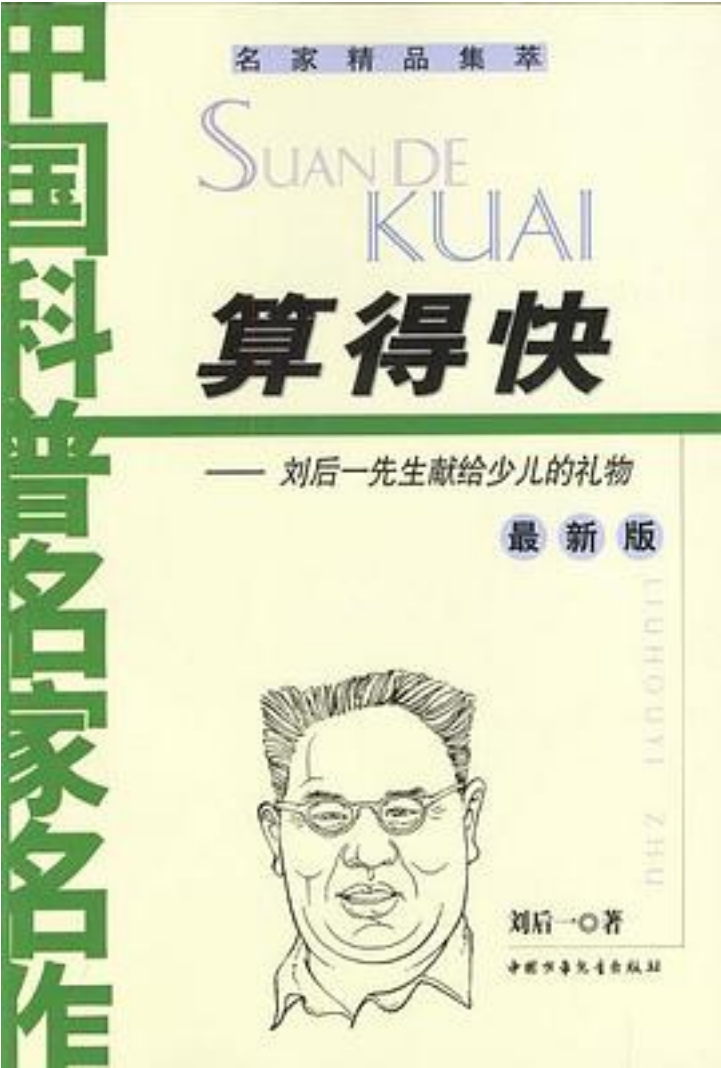 中国科普名家名作
名家精品集萃
SUAN DE
KUAI
算得快
——刘后一先生献给少儿的礼物
最新版
LIUHOUYI ZHU
刘后一◎著
中国少年儿童出版社